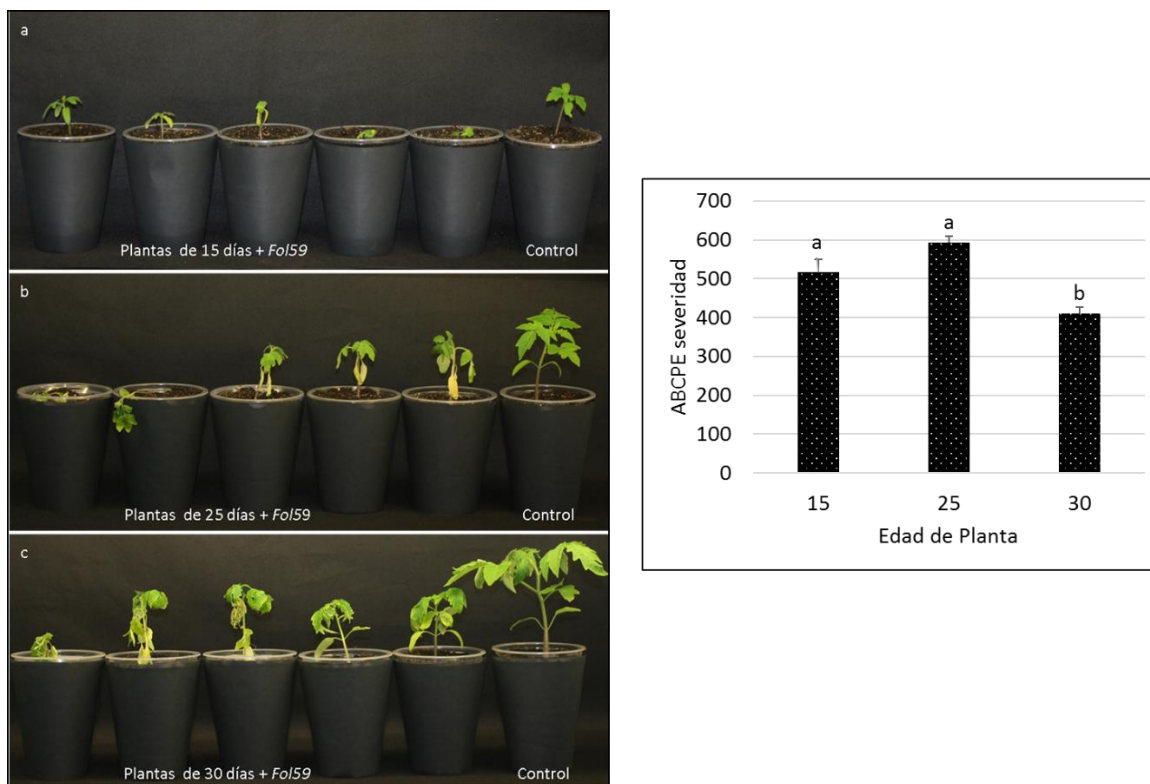 a
Plantas de 15 días + Fol59
Control
b
Plantas de 25 días + Fol59
Control
c
Plantas de 30 días + Fol59
Control
700
600
500
400
300
200
100
0
ABCPE severidad
a
a
b
15
25
30
Edad de Planta